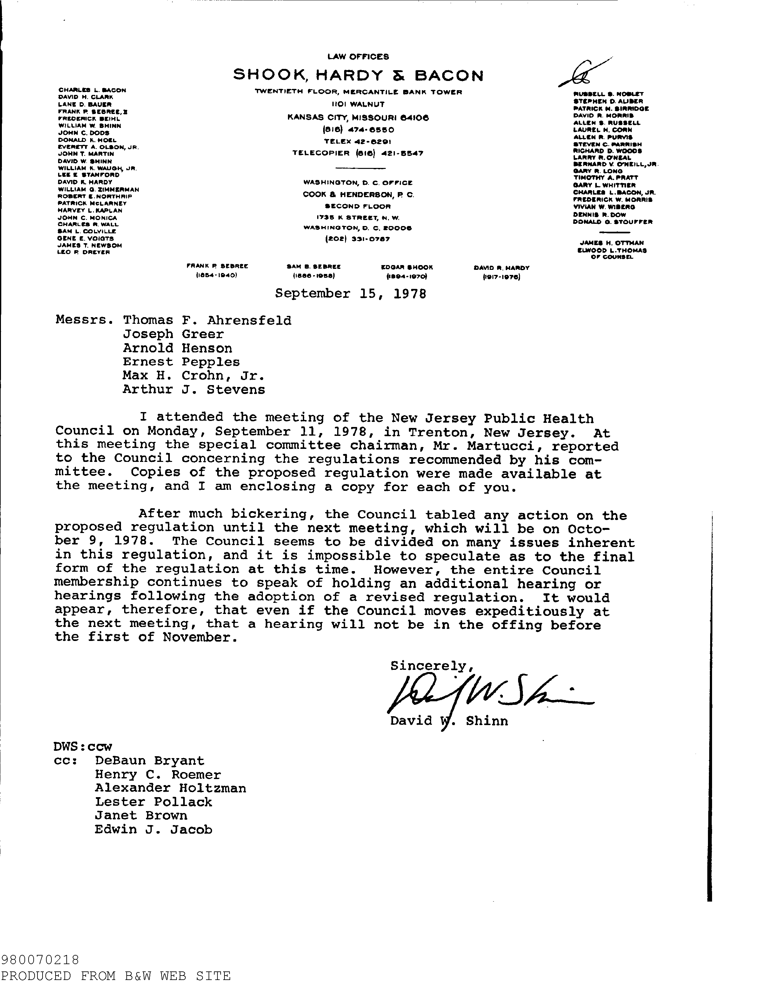 LAW OFFICES
SHOOK, HARDY & BACON
TWENTIETH FLOOR, MERCANTILE BANK TOWER
1101 WALNUT
KANSAS CITY, MISSOURI 64106
(816) 474-6550
TELEX 42-6291
TELECOPIER (816) 421-5547
WASHINGTON, D. C. OFFICE
COOK & HENDERSON, P. C.
SECOND FLOOR
1735 K STREET, N. W.
WASHINGTON, D. C. 20006
(202) 331-0787
CHARLES L. BACON
DAVID H. CLARK
LANE D. BAUER
FRANK P. SEBREE, II
FREDERICK BEIHL
WILLIAM W. SHINN
JOHN C. DODS
DONALD K. HOEL
EVERETT A. OLSON, JR.
JOHN T. MARTIN
DAVID W. SHINN
WILLIAM K. WAUGH, JR.
LEE E. STANFORD
DAVID K. HARDY
WILLIAM G. ZIMMERMAN
ROBERT E. NORTHRIP
PATRICK McLARNEY
HARVEY L. KAPLAN
JOHN C. MONICA
CHARLES R. WALL
SAM L. COLVILLE
GENE E. VOIGTS
JAMES T. NEWSOM
LEO P. DREYER
RUSSELL B. NOBLET
STEPHEN D. ALIBER
PATRICK N. BIRRIDGE
DAVID R. MORRIS
ALLEN S. RUSSELL
LAUREL H. CORN
ALLEN R. PURVIS
STEVEN C. PARRISH
RICHARD D. WOODS
LARRY R. O'NEAL
BERNARD V. O'NEILL, JR.
GARY R. LONG
TIMOTHY A. PRATT
GARY L. WHITTIER
CHARLES L. BACON, JR.
FREDERICK W. MORRIS
VIVIAN W. WIBERG
DENNIS R. DOW
DONALD G. STOUFFER
JAMES H. OTTMAN
ELWOOD L. THOMAS
OF COUNSEL
FRANK P. SEBREE SAM B. SEBREE EDGAR SHOOK DAVID R. HARDY
(1854-1940) (1886-1958) (1894-1970) (1917-1976)
September 15, 1978
Messrs. Thomas F. Ahrensfeld
Joseph Greer
Arnold Henson
Ernest Pepples
Max H. Crohn, Jr.
Arthur J. Stevens
I attended the meeting of the New Jersey Public Health
Council on Monday, September 11, 1978, in Trenton, New Jersey. At
this meeting the special committee chairman, Mr. Martucci, reported
to the Council concerning the regulations recommended by his com-
mittee. Copies of the proposed regulation were made available at
the meeting, and I am enclosing a copy for each of you.
After much bickering, the Council tabled any action on the
proposed regulation until the next meeting, which will be on Octo-
ber 9, 1978. The Council seems to be divided on many issues inherent
in this regulation, and it is impossible to speculate as to the final
form of the regulation at this time. However, the entire Council
membership continues to speak of holding an additional hearing or
hearings following the adoption of a revised regulation. It would
appear, therefore, that even if the Council moves expeditiously at
the next meeting, that a hearing will not be in the offing before
the first of November.
Sincerely,
David W. Shinn
DWS:ccw
cc: DeBaun Bryant
Henry C. Roemer
Alexander Holtzman
Lester Pollack
Janet Brown
Edwin J. Jacob
980070218
PRODUCED FROM B&W WEB SITE